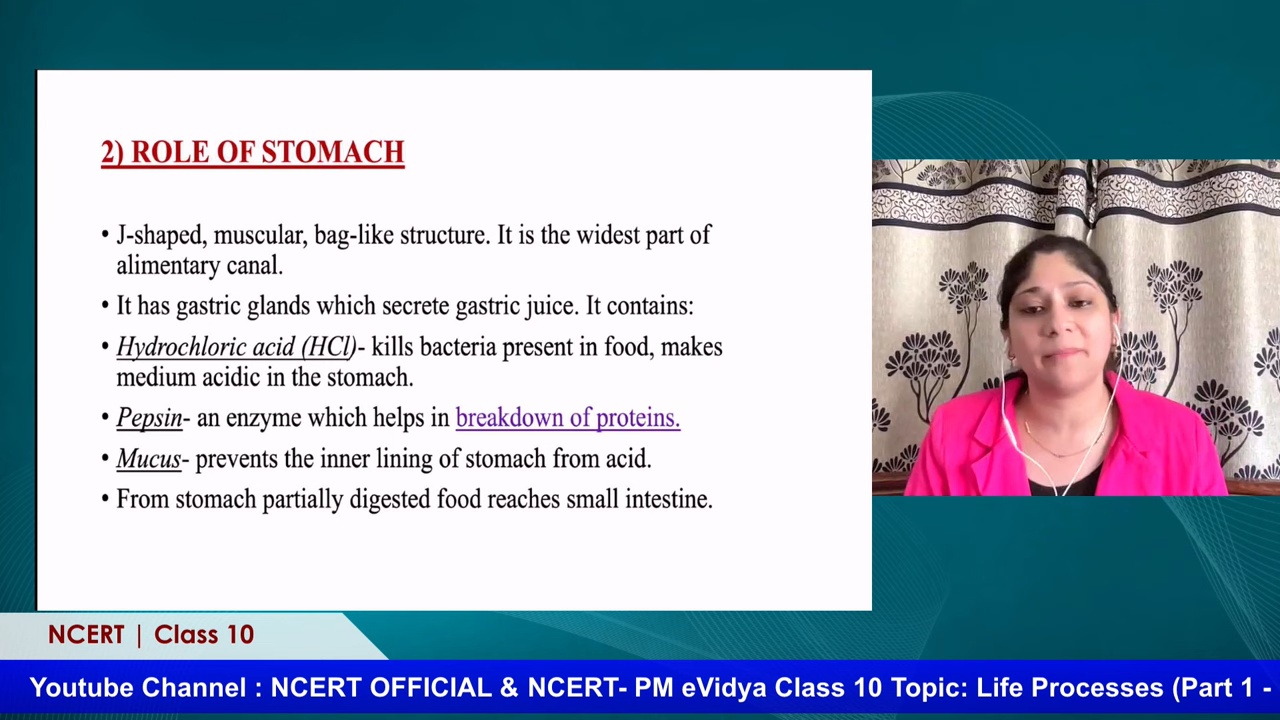 2) ROLE OF STOMACH
• J-shaped, muscular, bag-like structure. It is the widest part of
alimentary canal.
• It has gastric glands which secrete gastric juice. It contains:
• Hydrochloric acid (HCl)- kills bacteria present in food, makes
medium acidic in the stomach.
• Pepsin- an enzyme which helps in breakdown of proteins.
• Mucus- prevents the inner lining of stomach from acid.
• From stomach partially digested food reaches small intestine.
NCERT | Class 10
Youtube Channel : NCERT OFFICIAL & NCERT- PM eVidya Class 10 Topic: Life Processes (Part 1 -